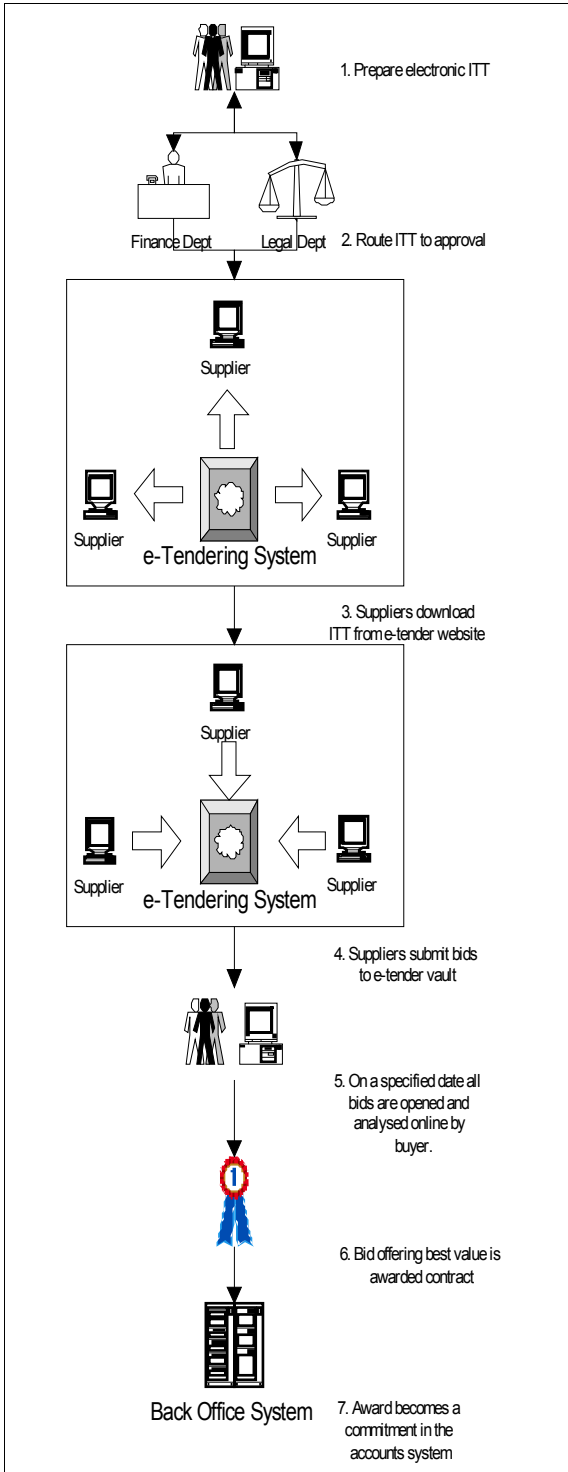 1. Prepare electronic ITT
Finance Dept
Legal Dept
2. Route ITT to approval
Supplier
Supplier
Supplier
e-Tendering System
3. Suppliers download
ITT from e-tender website
Supplier
Supplier
Supplier
e-Tendering System
4. Suppliers submit bids
to e-tender vault
5. On a specified date all
bids are opened and
analysed online by
buyer.
1
6. Bid offering best value is
awarded contract
Back Office System
7. Award becomes a
commitment in the
accounts system